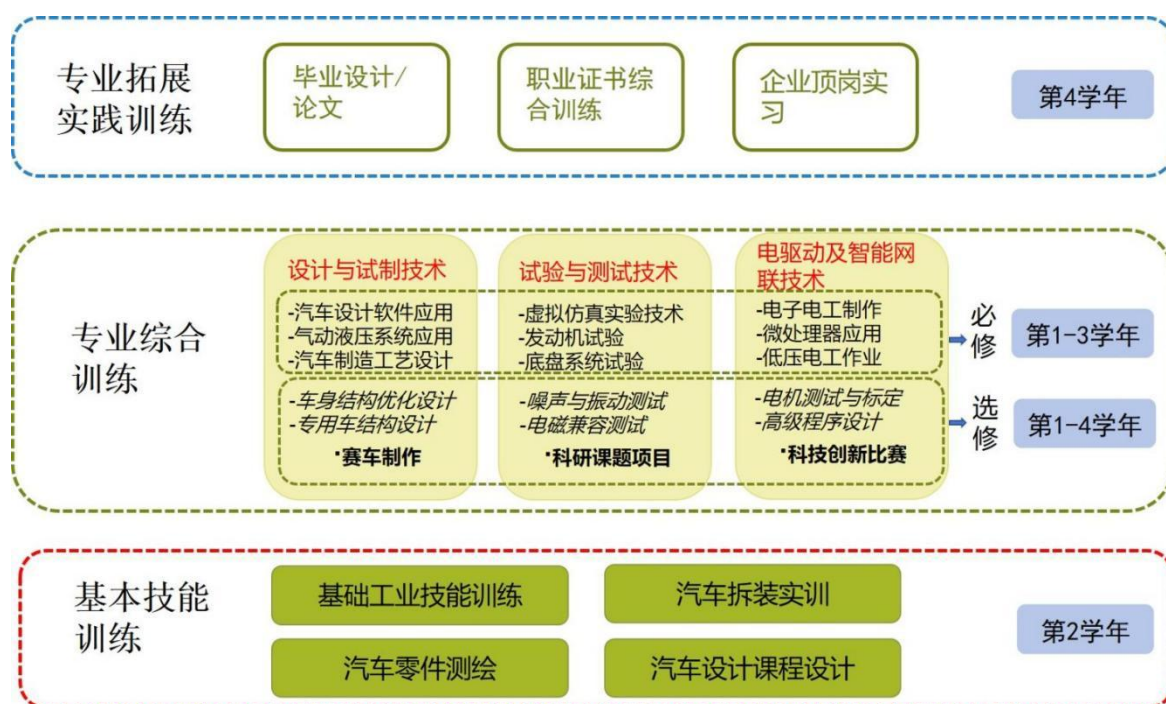 专业拓展
实践训练
毕业设计/
论文
职业证书综
合训练
企业顶岗实
习
第4学年
专业综合
训练
设计与试制技术
-汽车设计软件应用
-气动液压系统应用
-汽车制造工艺设计
-车身结构优化设计
-专用车结构设计
·赛车制作
试验与测试技术
-虚拟仿真实验技术
-发动机试验
-底盘系统试验
-噪声与振动测试
-电磁兼容测试
·科研课题项目
电驱动及智能网
联技术
-电子电工制作
-微处理器应用
-低压电工作业
-电机测试与标定
-高级程序设计
·科技创新比赛
必
修
第1-3学年
选
修
第1-4学年
基本技能
训练
基础工业技能训练
汽车拆装实训
汽车零件测绘
汽车设计课程设计
第2学年